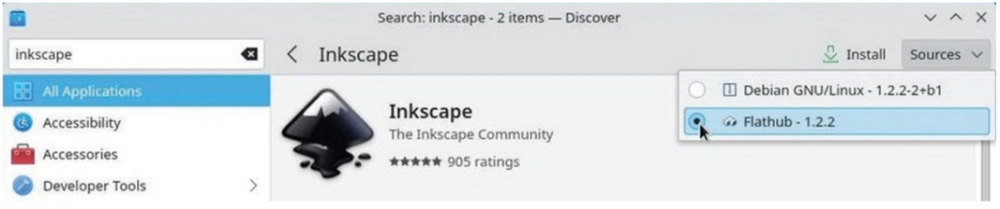 Search: inkscape - 2 items — Discover
inkscape
Inkscape
Install
Sources
All Applications
Accessibility
Accessories
Developer Tools
Inkscape
The Inkscape Community
905 ratings
Debian GNU/Linux - 1.2.2-2+b1
Flathub - 1.2.2